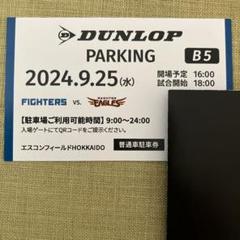 DUNLOP
PARKING
B5
2024.9.25(水)
開場予定 16:00
試合開始 18:00
FIGHTERS vs. EAGLES
【駐車場ご利用可能時間】9:00〜24:00
入場ゲートにてQRコードをご提示ください。
エスコンフィールドHOKKAIDO
普通車駐車券